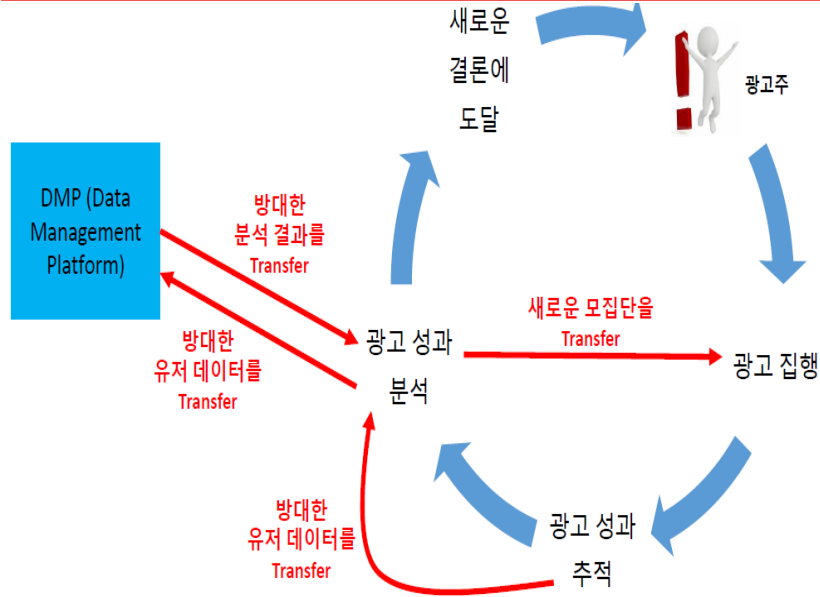 새로운
결론에
도달
광고주
DMP (Data
Management
Platform)
방대한
분석 결과를
Transfer
방대한
유저 데이터를
Transfer
광고 성과
분석
새로운 모집단을
Transfer
광고 집행
방대한
유저 데이터를
Transfer
광고 성과
추적